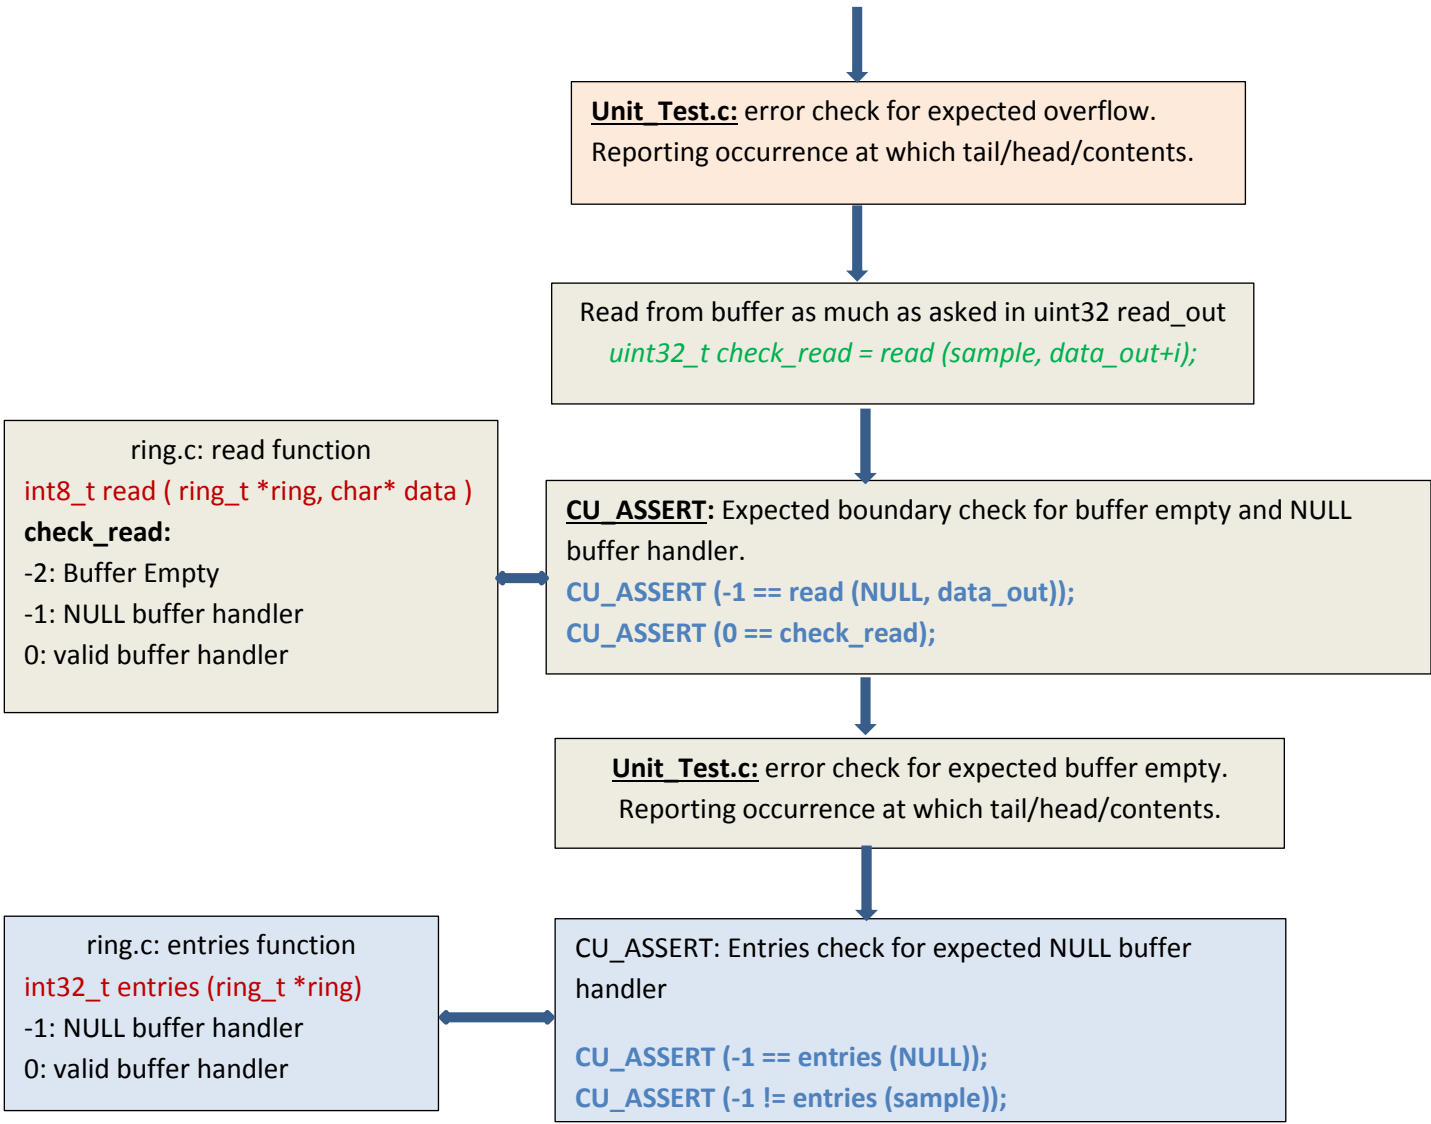 Unit_Test.c: error check for expected overflow.
Reporting occurrence at which tail/head/contents.
Read from buffer as much as asked in uint32 read_out
uint32_t check_read = read (sample, data_out+i);
ring.c: read function
int8_t read ( ring_t *ring, char* data )
check_read:
-2: Buffer Empty
-1: NULL buffer handler
0: valid buffer handler
CU_ASSERT: Expected boundary check for buffer empty and NULL
buffer handler.
CU_ASSERT (-1 == read (NULL, data_out));
CU_ASSERT (0 == check_read);
Unit_Test.c: error check for expected buffer empty.
Reporting occurrence at which tail/head/contents.
ring.c: entries function
int32_t entries (ring_t *ring)
-1: NULL buffer handler
0: valid buffer handler
CU_ASSERT: Entries check for expected NULL buffer
handler
CU_ASSERT (-1 == entries (NULL));
CU_ASSERT (-1 != entries (sample));